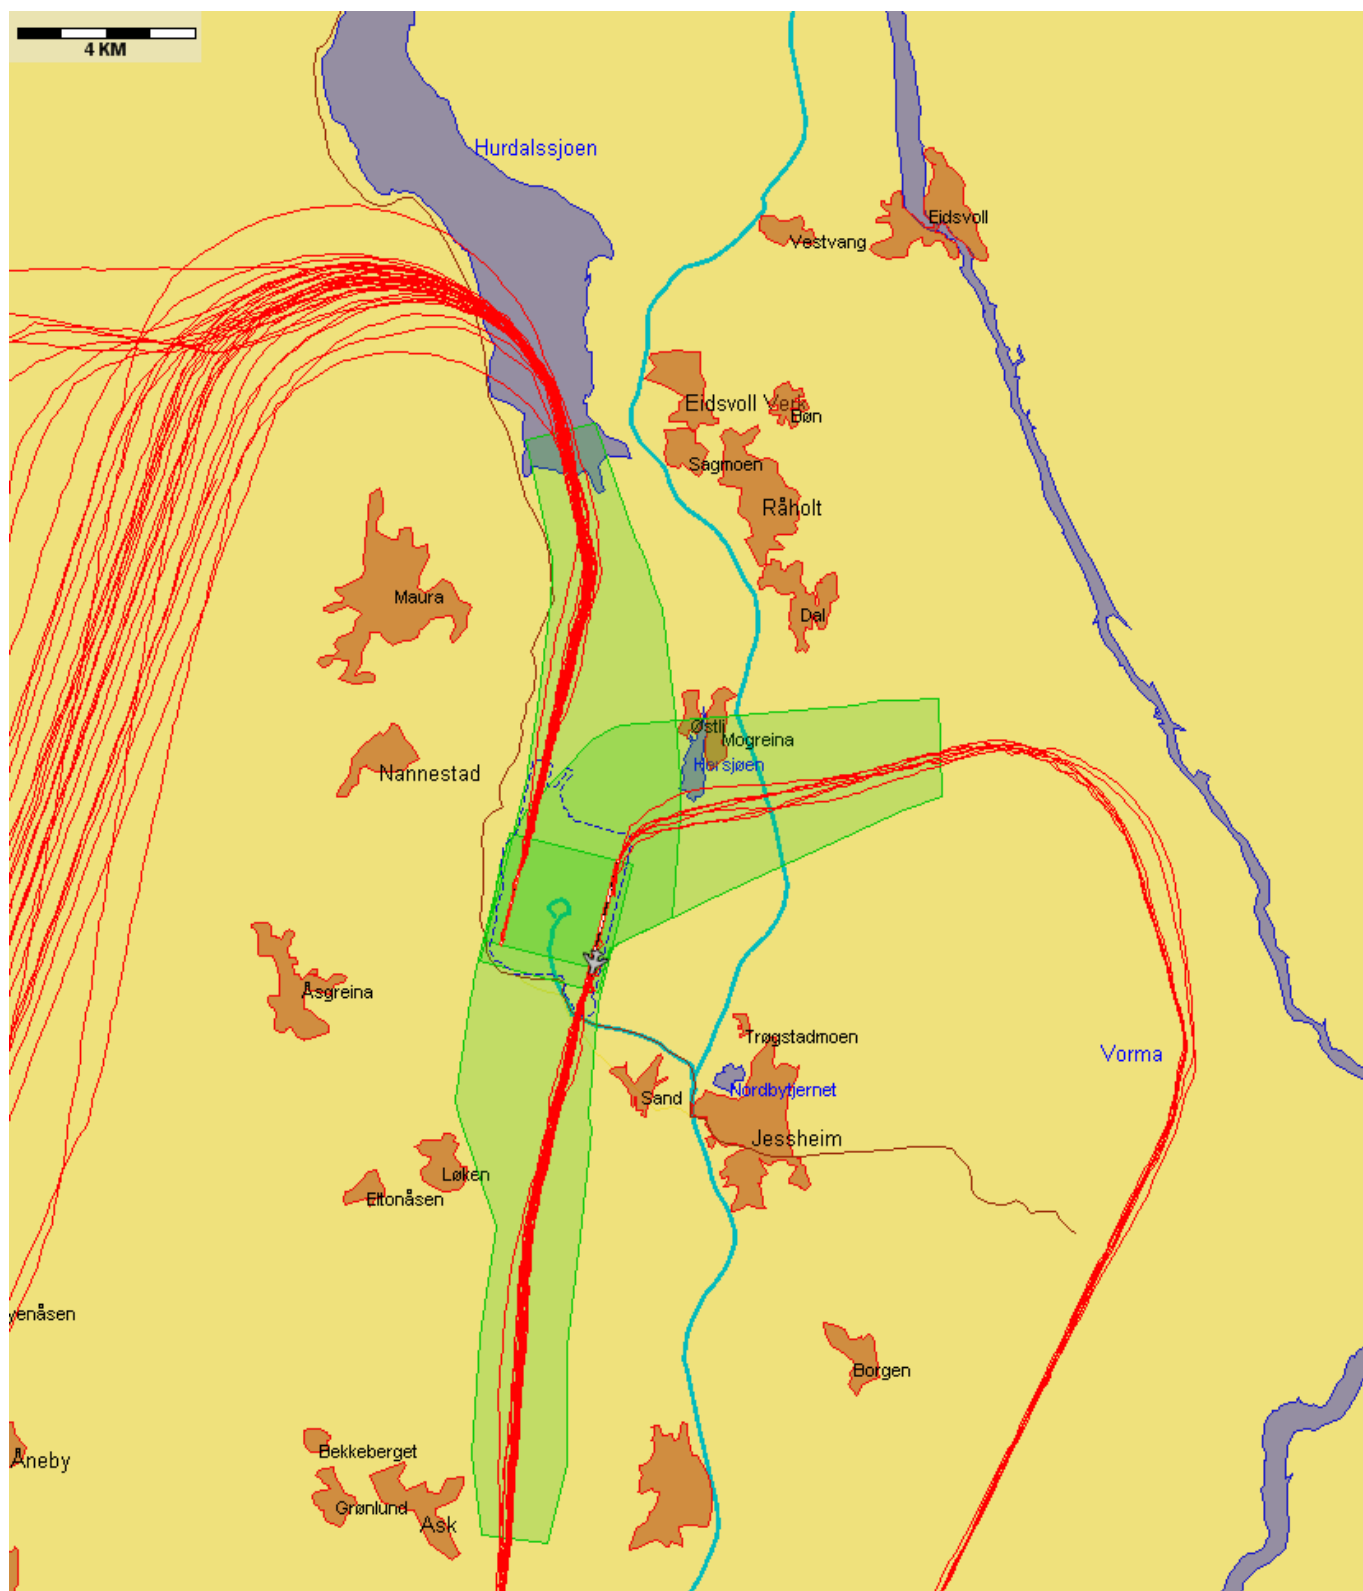 4 KM
Hurdalssjoen
Eidsvoll
Vestvang
Eidsvoll Verk
Bøn
Sagmoen
Råholt
Maura
Dal
Østli
Mogreina
Hersjøen
Nannestad
Åsgreina
Trøgstadmoen
Vorma
Nordbytjernet
Sand
Jessheim
Løken
Eltonåsen
yenåsen
Borgen
Bekkeberget
Åneby
Grønlund
Ask